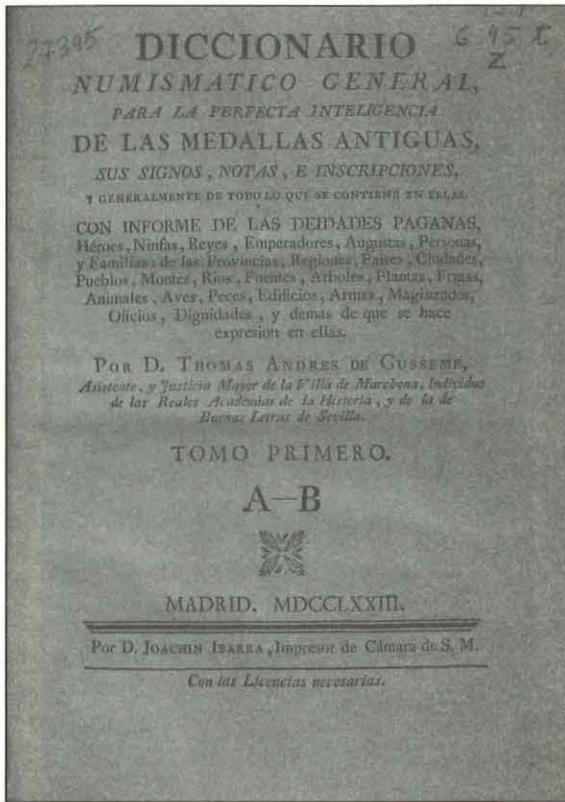 27395
DICCIONARIO
NUMISMATICO GENERAL,
PARA LA PERFECTA INTELIGENCIA
DE LAS MEDALLAS ANTIGUAS,
SUS SIGNOS, NOTAS, E INSCRIPCIONES,
Y GENERALMENTE DE TODO LO QUE SE CONTIENE EN ELLAS.
CON INFORME DE LAS DEIDADES PAGANAS,
Héroes, Ninfas, Reyes, Emperadores, Augustas, Personas,
y Familias: de las Provincias, Regiones, Países, Ciudades,
Pueblos, Montes, Rios, Fuentes, Arboles, Plantas, Frutas,
Animales, Aves, Peces, Edificios, Armas, Magistrados,
Oficios, Dignidades, y demas de que se hace
expresion en ellas.
POR D. THOMAS ANDRES DE GUSSEME,
Asistente, y Justicia Mayor de la Villa de Marchena, Individuo
de las Reales Academias de la Historia, y de la de
Buenas Letras de Sevilla.
TOMO PRIMERO.
A—B
MADRID. MDCCLXXIII.
Por D. JOACHIN IBARRA, Impresor de Cámara de S. M.
Con las Licencias necesarias.